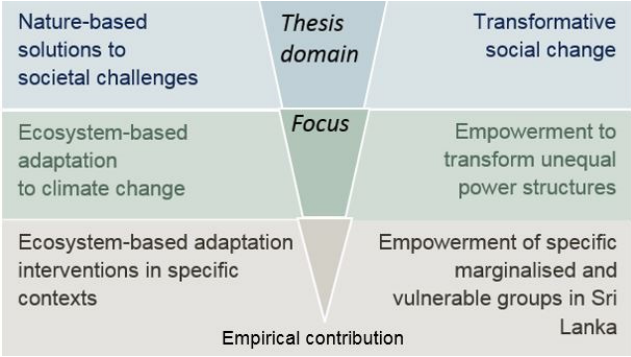 Nature-based
solutions to
societal challenges
Thesis
domain
Transformative
social change
Ecosystem-based
adaptation
to climate change
Focus
Empowerment to
transform unequal
power structures
Ecosystem-based adaptation
interventions in specific
contexts
Empowerment of specific
marginalised and
vulnerable groups in Sri
Lanka
Empirical contribution